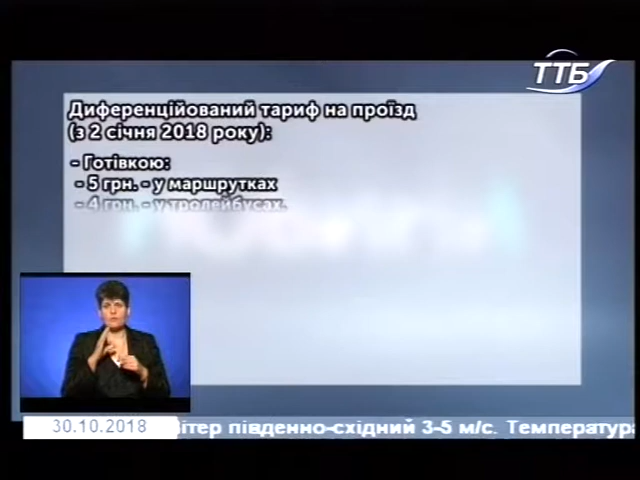 ТТБ
Диференційований тариф на проїзд
(з 2 січня 2018 року):
- Готівкою:
- 5 грн. - у маршрутках
- 4 грн. - у тролейбусах.
30.10.2018
ітер південно-східний 3-5 м/с. Температура